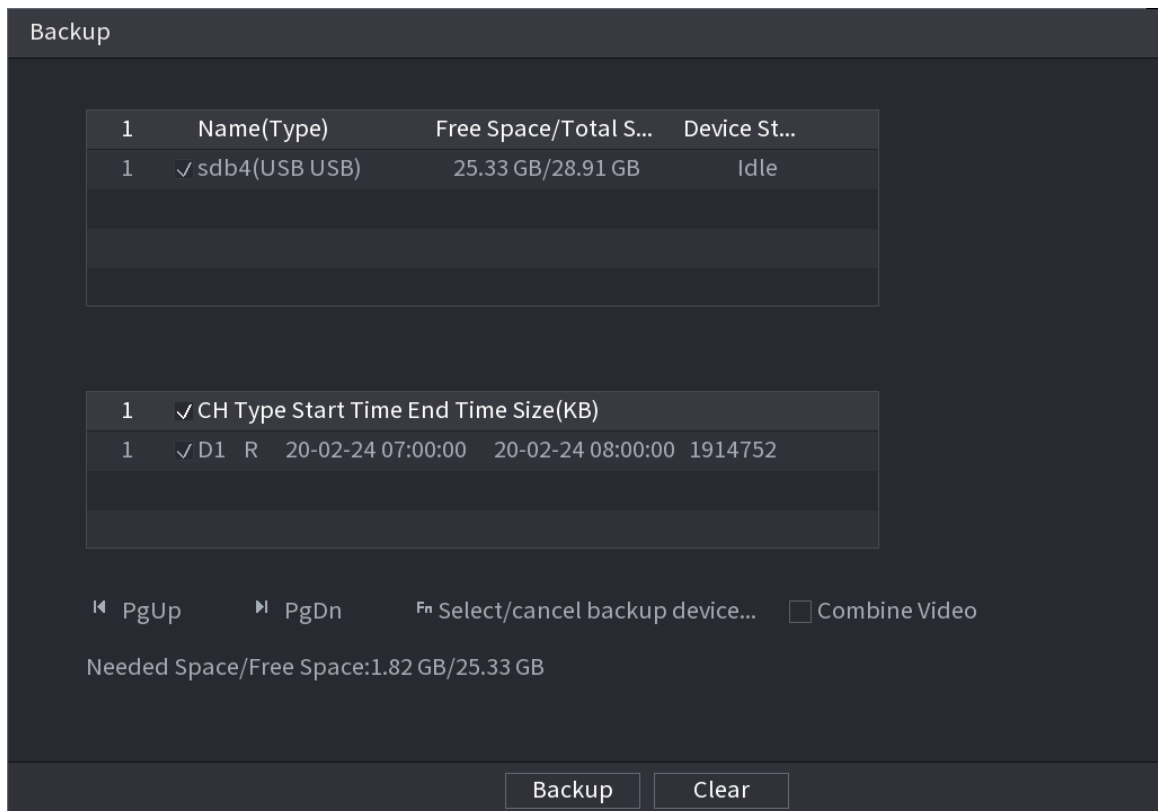 Backup
1 Name(Type) Free Space/Total S... Device St...
1 sdb4(USB USB) 25.33 GB/28.91 GB Idle
1 CH Type Start Time End Time Size(KB)
1 D1 R 20-02-24 07:00:00 20-02-24 08:00:00 1914752
PgUp PgDn Fn Select/cancel backup device... Combine Video
Needed Space/Free Space:1.82 GB/25.33 GB
Backup Clear